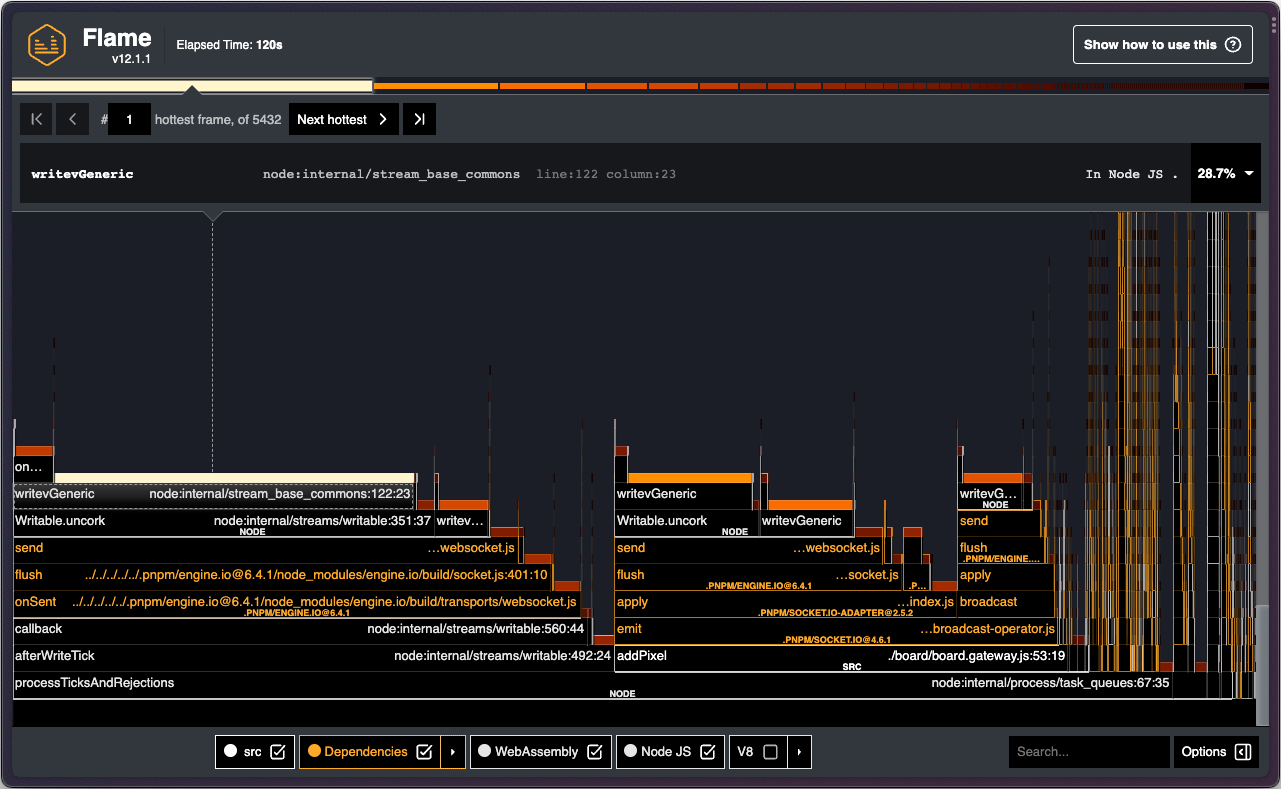 Flame
v12.1.1
Elapsed Time: 120s
Show how to use this ?
# 1 hottest frame, of 5432 Next hottest
writevGeneric node:internal/stream_base_commons line:122 column:23 In Node JS . 28.7%
on…
writevGeneric node:internal/stream_base_commons:122:23 writevGeneric writevG…
NODE
Writable.uncork node:internal/streams/writable:351:37 writev… Writable.uncork writevGeneric send
NODE NODE
send …websocket.js send …websocket.js flush
.PNPM/ENGINE.…
flush ../../../../../.pnpm/engine.io@6.4.1/node_modules/engine.io/build/socket.js:401:10 flush …socket.js apply
.PNPM/ENGINE.IO@6.4.1 .P…
onSent ../../../../../.pnpm/engine.io@6.4.1/node_modules/engine.io/build/transports/websocket.js apply …index.js broadcast
.PNPM/ENGINE.IO@6.4.1 .PNPM/SOCKET.IO-ADAPTER@2.5.2
callback node:internal/streams/writable:560:44 emit …broadcast-operator.js
.PNPM/SOCKET.IO@4.6.1
afterWriteTick node:internal/streams/writable:492:24 addPixel ./board/board.gateway.js:53:19
SRC
processTicksAndRejections node:internal/process/task_queues:67:35
NODE
src Dependencies WebAssembly Node JS V8 Search... Options